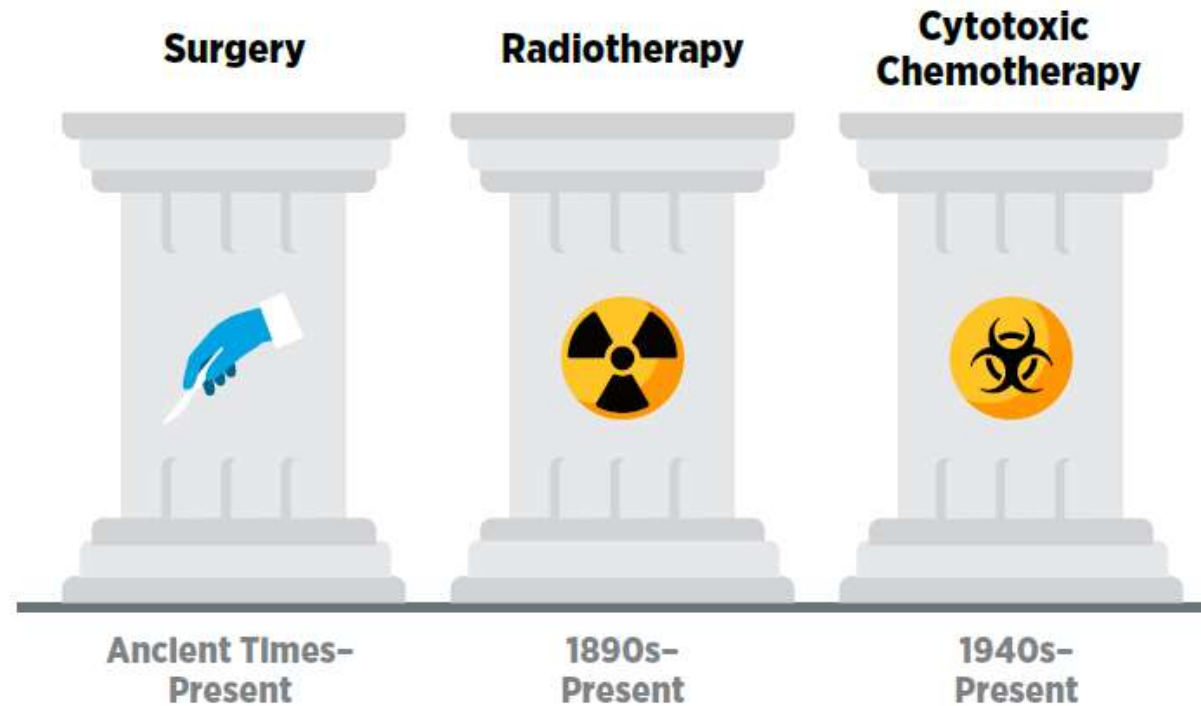 Surgery
Radiotherapy
Cytotoxic
Chemotherapy
Ancient Times–
Present
1890s–
Present
1940s–
Present